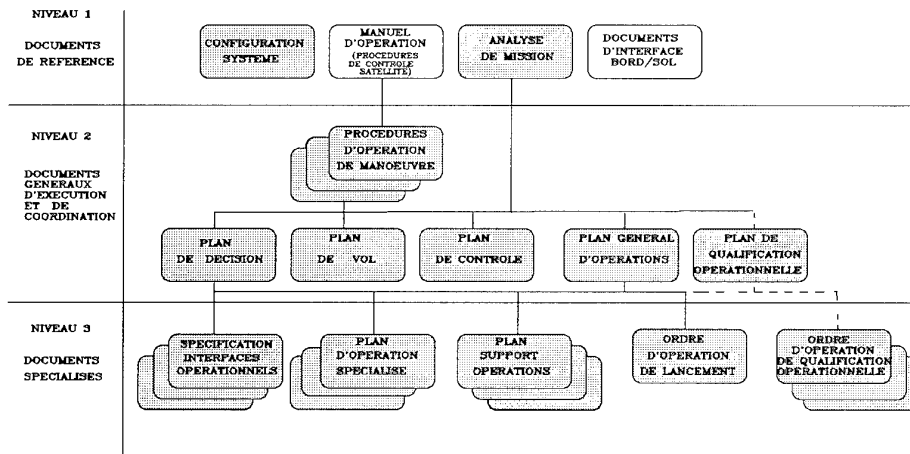 NIVEAU 1
DOCUMENTS
DE REFERENCE
CONFIGURATION
SYSTEME
MANUEL
D'OPERATION
(PROCEDURES
DE CONTROLE
SATELLITE)
ANALYSE
DE MISSION
DOCUMENTS
D'INTERFACE
BORD/SOL
NIVEAU 2
DOCUMENTS
GENERAUX
D'EXECUTION
ET DE
COORDINATION
PROCEDURES
D'OPERATION
DE MANOEUVRE
PLAN
DE DECISION
PLAN
DE VOL
PLAN
DE CONTROLE
PLAN GENERAL
D'OPERATIONS
PLAN DE
QUALIFICATION
OPERATIONNELLE
NIVEAU 3
DOCUMENTS
SPECIALISES
SPECIFICATION
INTERFACES
OPERATIONNELS
PLAN
D'OPERATION
SPECIALISE
PLAN
SUPPORT
OPERATIONS
ORDRE
D'OPERATION
DE LANCEMENT
ORDRE
D'OPERATION
DE QUALIFICATION
OPERATIONNELLE